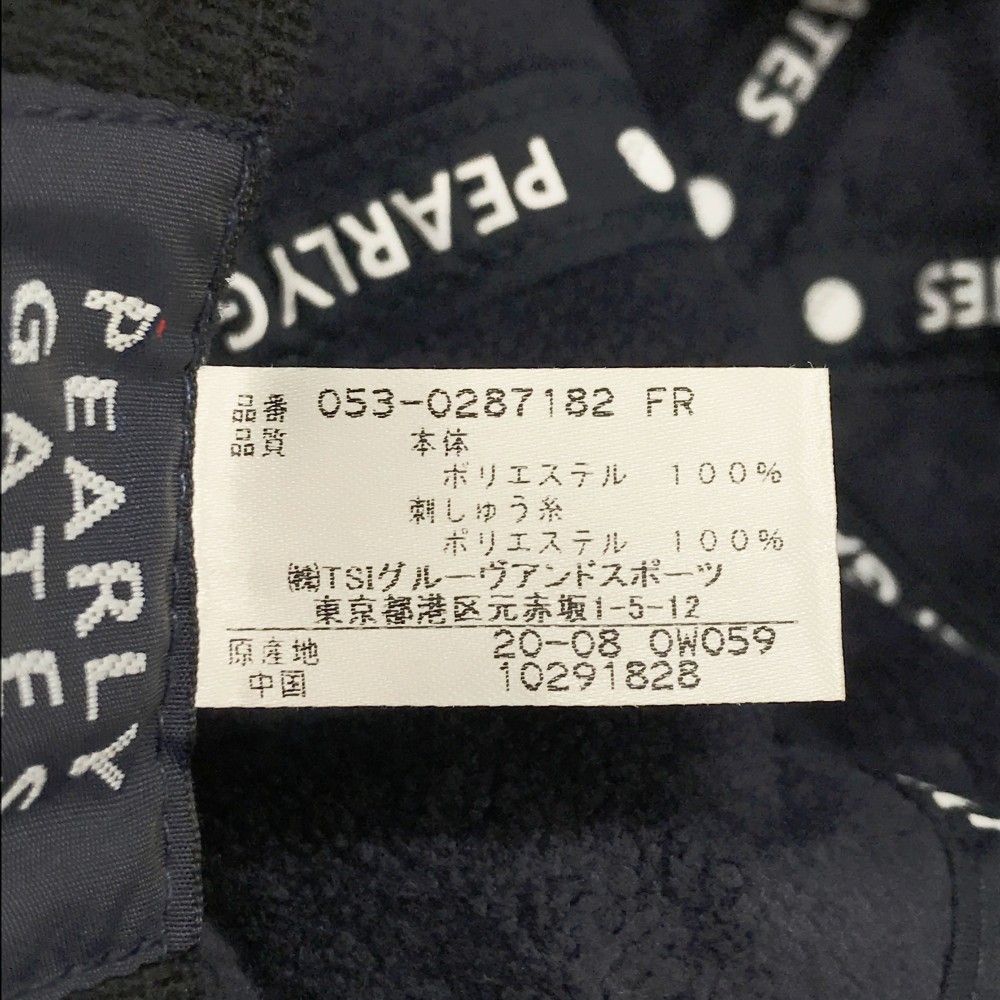 PEARLY
GATES
PEARLYG
ATES
TES
G
品番 053-0287182 FR
品質 本体
ポリエステル 100%
刺しゅう糸
ポリエステル 100%
㈱TSIグルーヴアンドスポーツ
東京都港区元赤坂1-5-12
原産地 20-08 0W059
中国 10291828